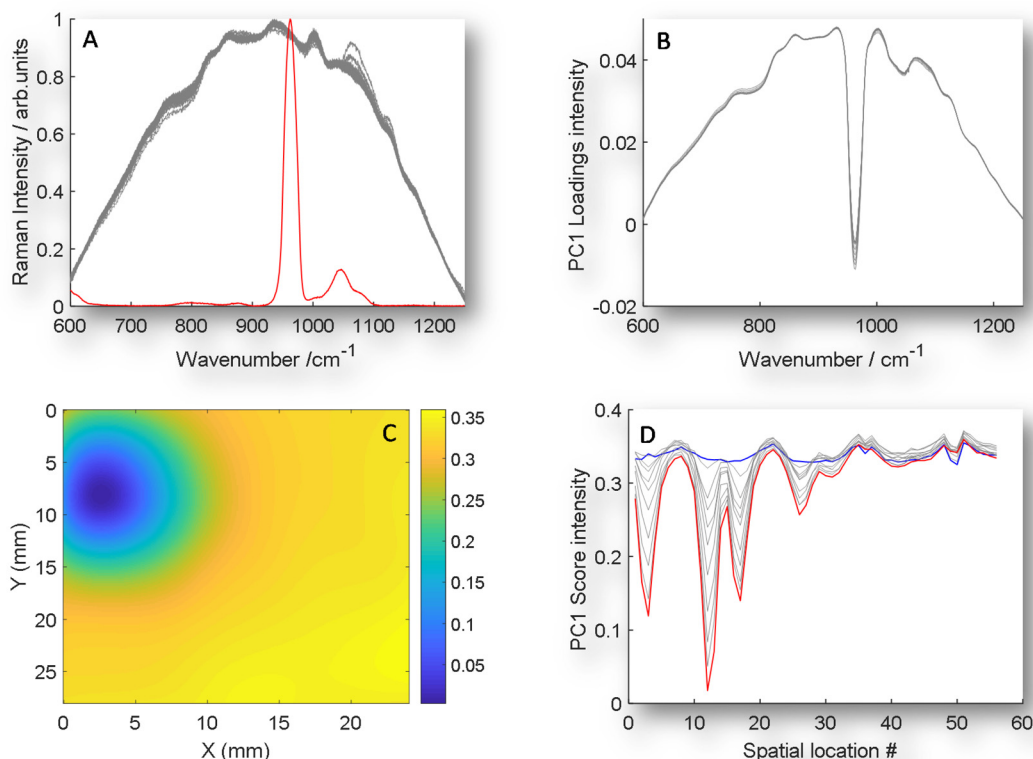 A
Raman Intensity / arb.units
1
0.8
0.6
0.4
0.2
0
600 700 800 900 1000 1100 1200
Wavenumber /cm⁻¹
B
PC1 Loadings intensity
0.04
0.02
0
-0.02
600 800 1000 1200
Wavenumber / cm⁻¹
C
Y (mm)
0
5
10
15
20
25
0 5 10 15 20
X (mm)
0.35
0.30
0.25
0.20
0.15
0.10
0.05
D
PC1 Score intensity
0.4
0.3
0.2
0.1
0
0 10 20 30 40 50 60
Spatial location #